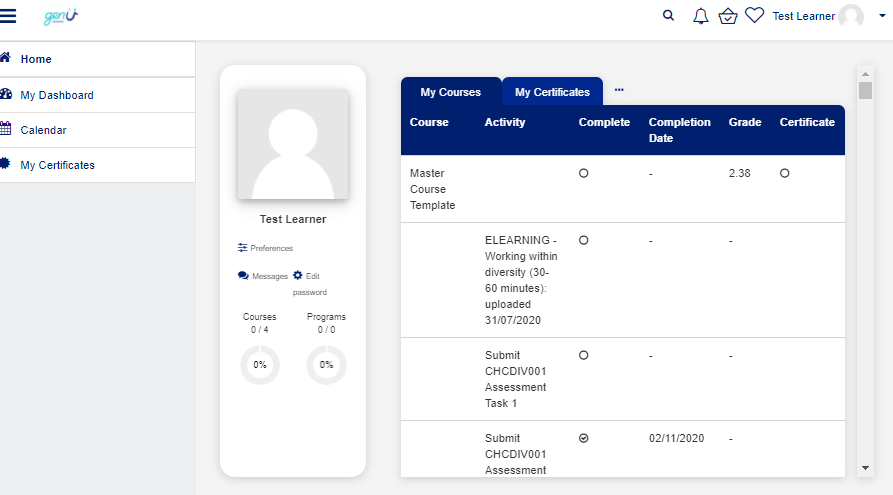 genU
Test Learner
Home
My Dashboard
Calendar
My Certificates
Test Learner
Preferences
Messages Edit
password
Courses Programs
0 / 4 0 / 0
0% 0%
My Courses My Certificates ...
Course Activity Complete Completion Grade Certificate
Date
Master - 2.38
Course
Template
ELEARNING - - -
Working within
diversity (30-
60 minutes):
uploaded
31/07/2020
Submit - -
CHCDIV001
Assessment
Task 1
Submit 02/11/2020 -
CHCDIV001
Assessment